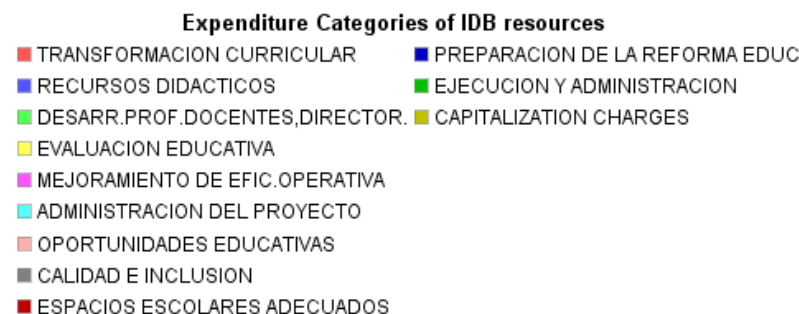 Expenditure Categories of IDB resources
TRANSFORMACION CURRICULAR
RECURSOS DIDACTICOS
DESARR.PROF.DOCENTES,DIRECTOR.
EVALUACION EDUCATIVA
MEJORAMIENTO DE EFIC.OPERATIVA
ADMINISTRACION DEL PROYECTO
OPORTUNIDADES EDUCATIVAS
CALIDAD E INCLUSION
ESPACIOS ESCOLARES ADECUADOS
PREPARACION DE LA REFORMA EDUC
EJECUCION Y ADMINISTRACION
CAPITALIZATION CHARGES